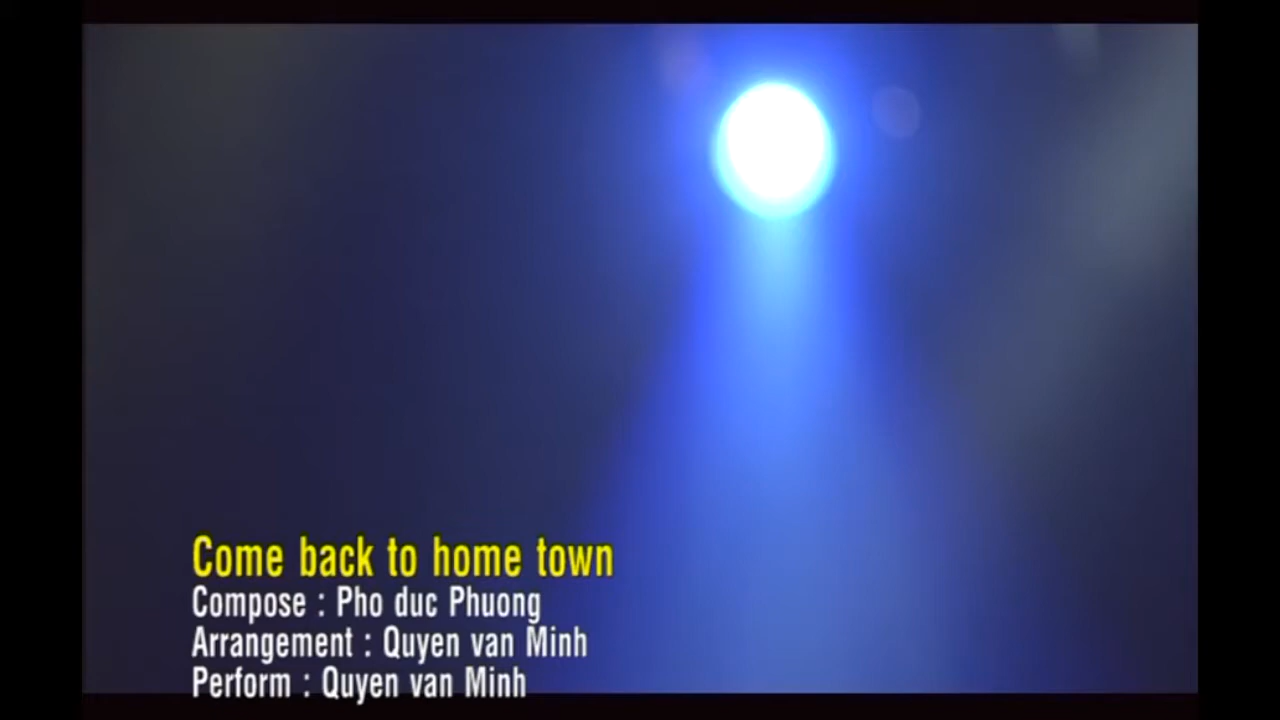 Come back to home town
Compose : Pho duc Phuong
Arrangement : Quyen van Minh
Perform : Quyen van Minh